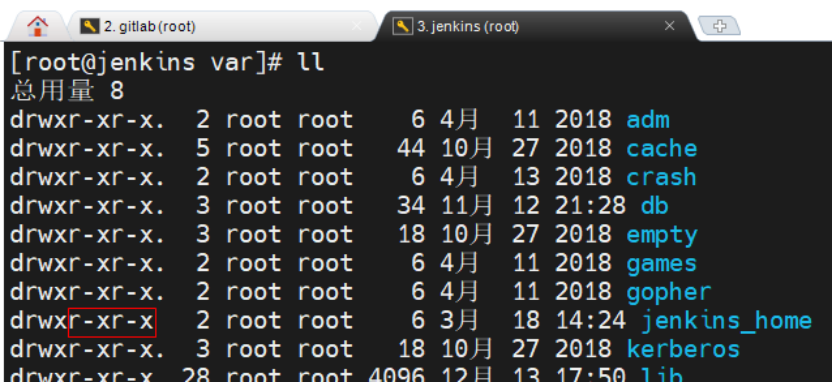 2. gitlab (root)
3. jenkins (root)
[root@jenkins var]# ll
总用量 8
drwxr-xr-x.  2 root root    6 4月  11 2018 adm
drwxr-xr-x.  5 root root   44 10月 27 2018 cache
drwxr-xr-x.  2 root root    6 4月  13 2018 crash
drwxr-xr-x.  3 root root   34 11月 12 21:28 db
drwxr-xr-x.  3 root root   18 10月 27 2018 empty
drwxr-xr-x.  2 root root    6 4月  11 2018 games
drwxr-xr-x.  2 root root    6 4月  11 2018 gopher
drwxr-xr-x   2 root root    6 3月  18 14:24 jenkins_home
drwxr-xr-x.  3 root root   18 10月 27 2018 kerberos
drwxr-xr-x. 28 root root 4096 12月 13 17:50 lib